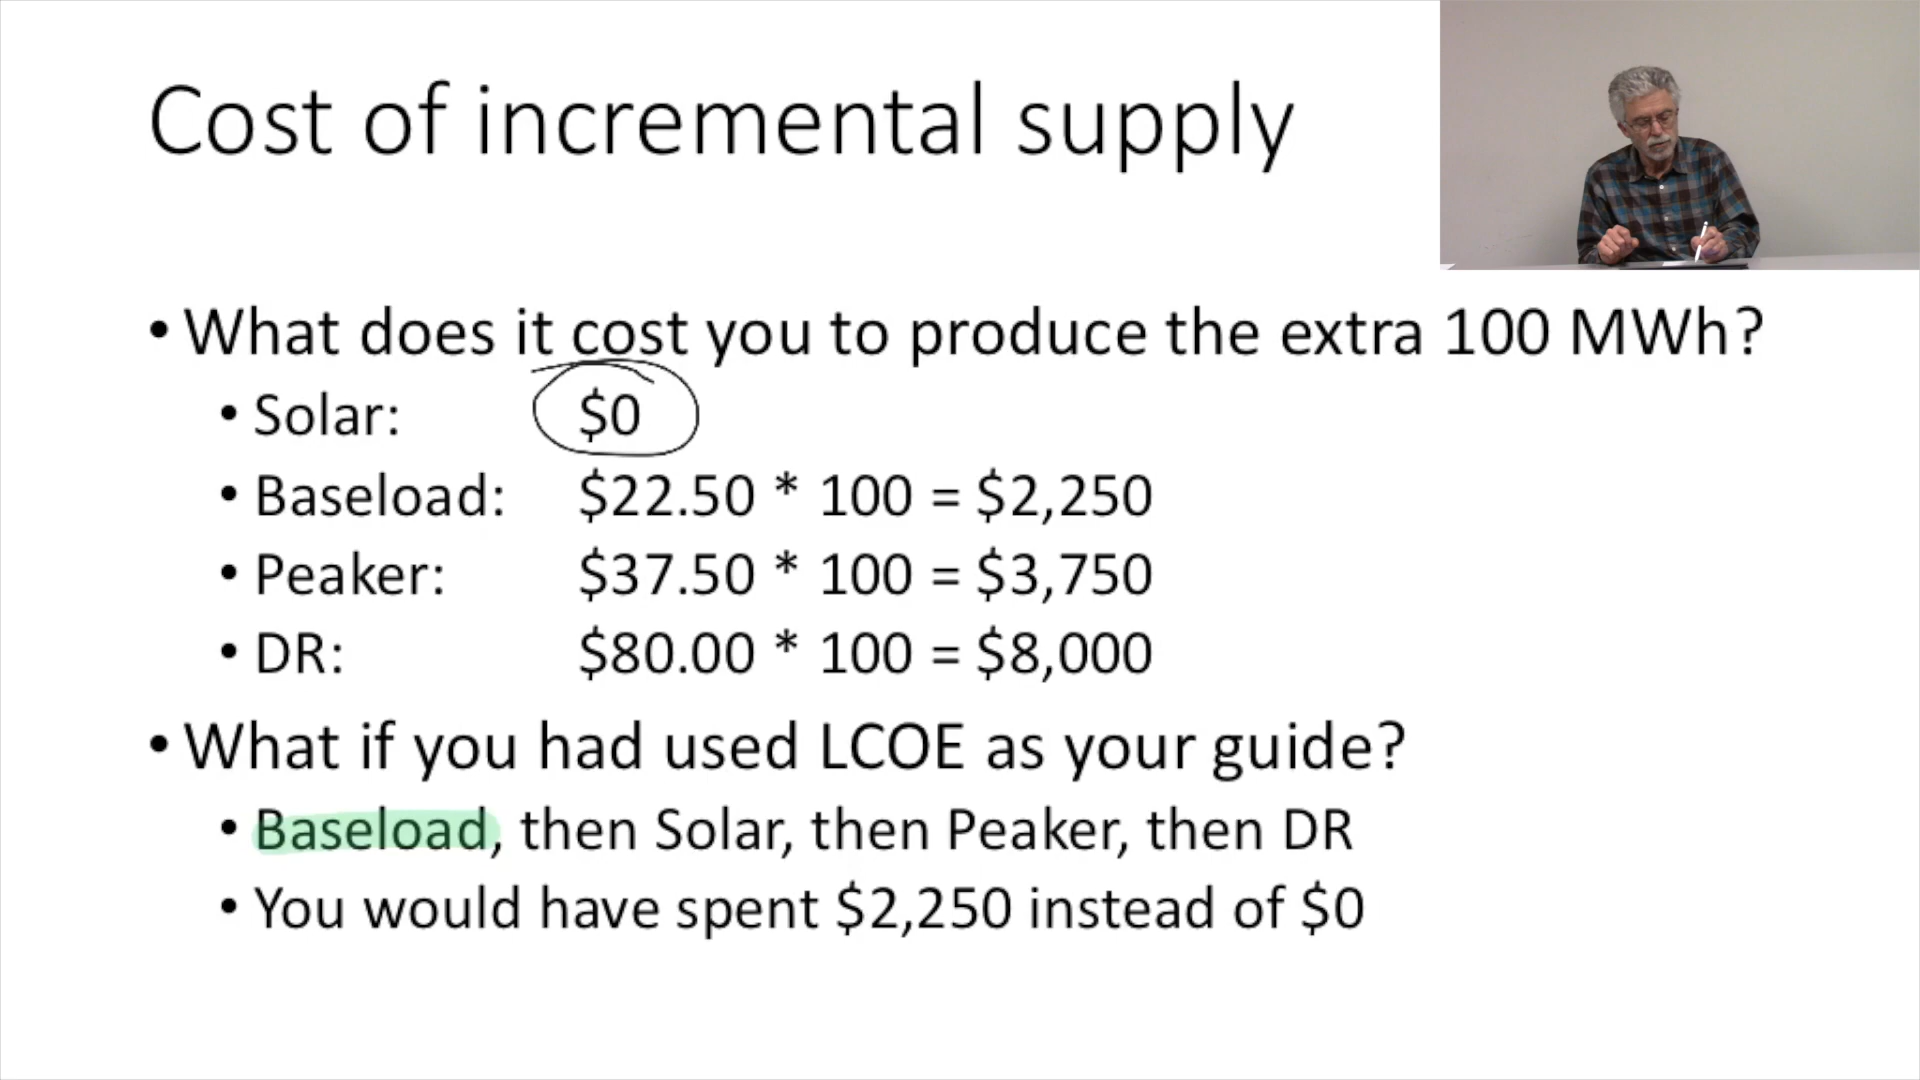 Cost of incremental supply
• What does it cost you to produce the extra 100 MWh?
• Solar: $0
• Baseload: $22.50 * 100 = $2,250
• Peaker: $37.50 * 100 = $3,750
• DR: $80.00 * 100 = $8,000
• What if you had used LCOE as your guide?
• Baseload, then Solar, then Peaker, then DR
• You would have spent $2,250 instead of $0